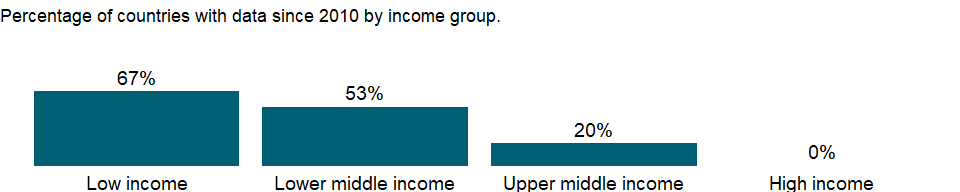 Percentage of countries with data since 2010 by income group.
67%
53%
20%
0%
Low income
Lower middle income
Upper middle income
High income